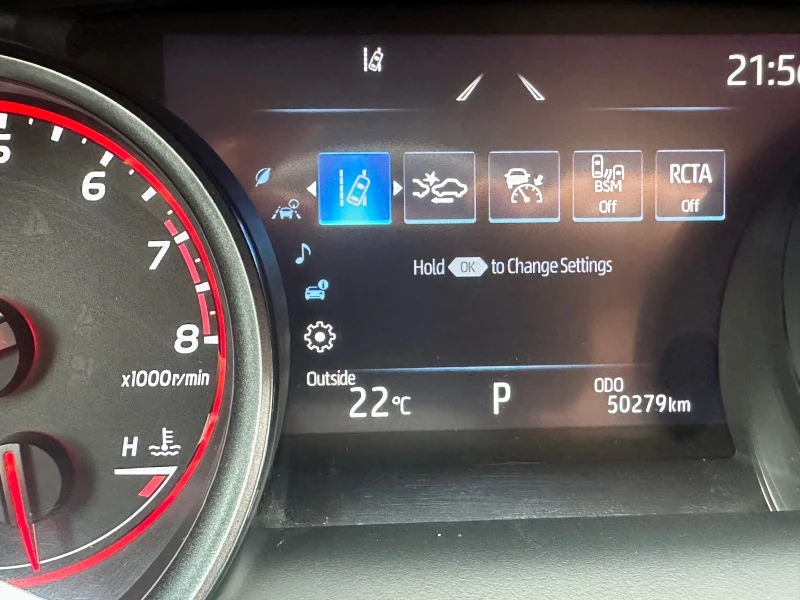 21:56
5
6
7
8
x1000r/min
H
BSM
Off
RCTA
Off
Hold OK to Change Settings
Outside
22°C
P
ODO
50279km